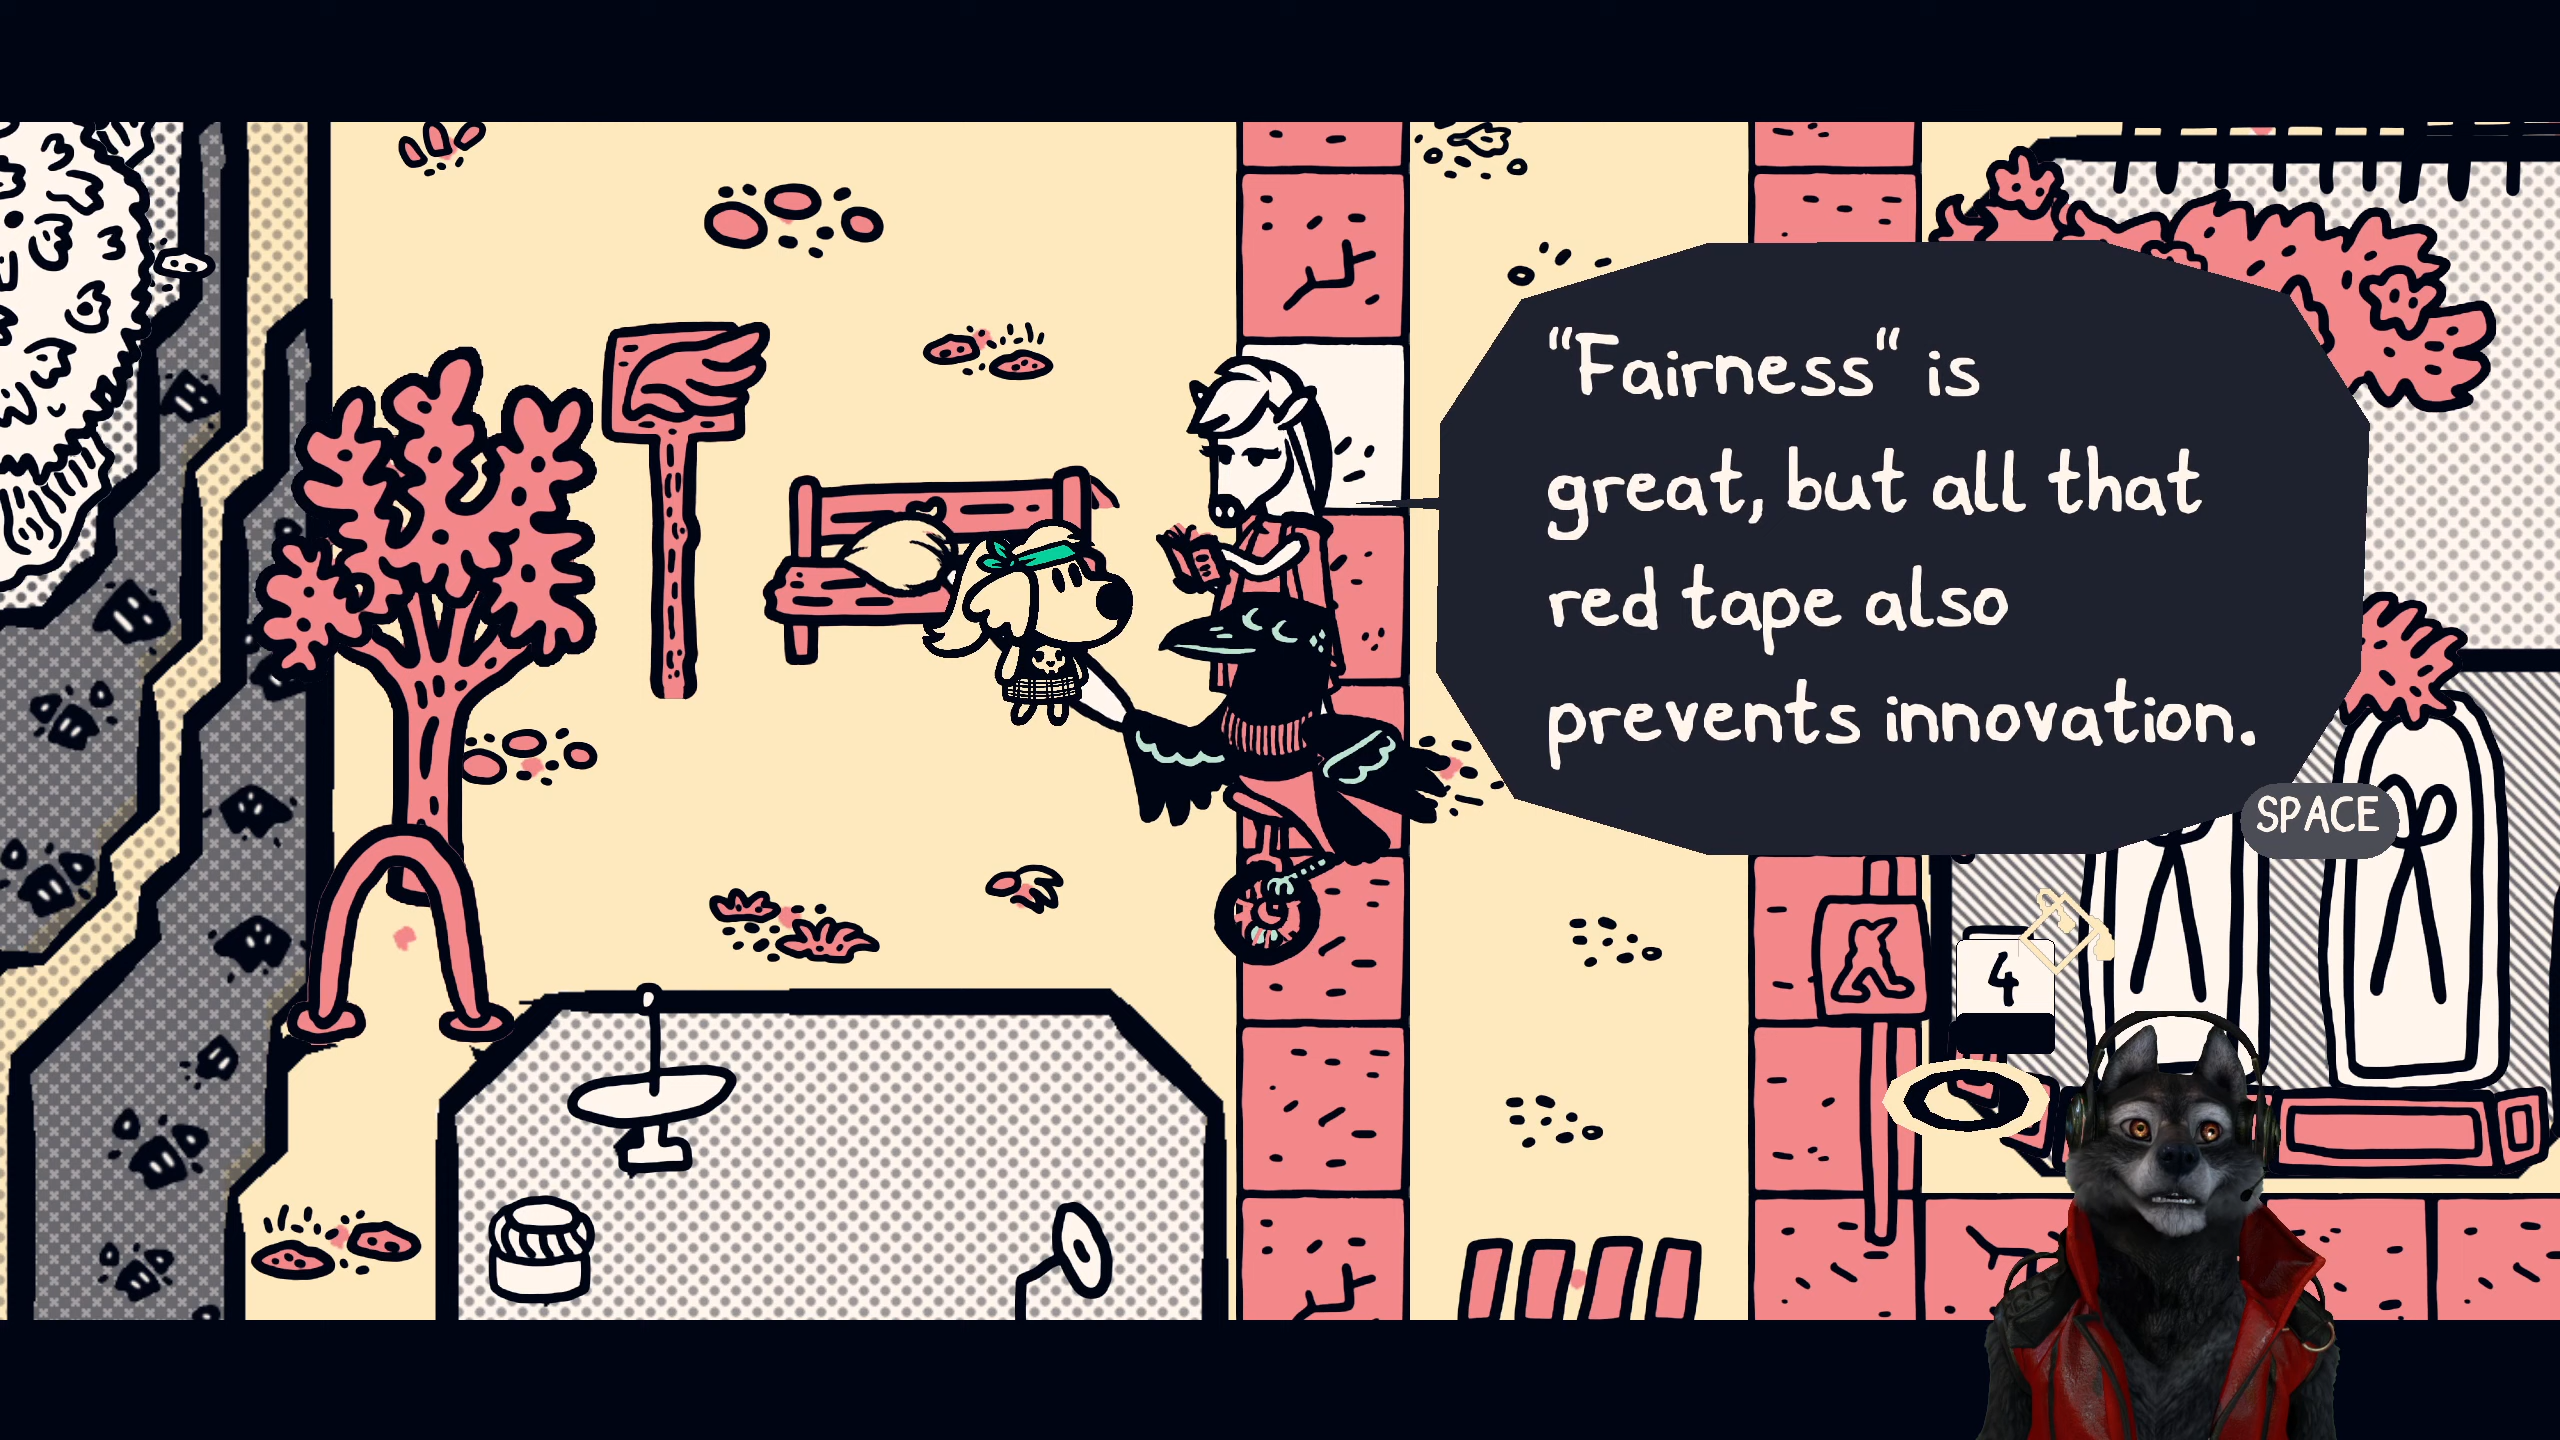 “Fairness“ is
great, but all that
red tape also
prevents innovation.
SPACE
4